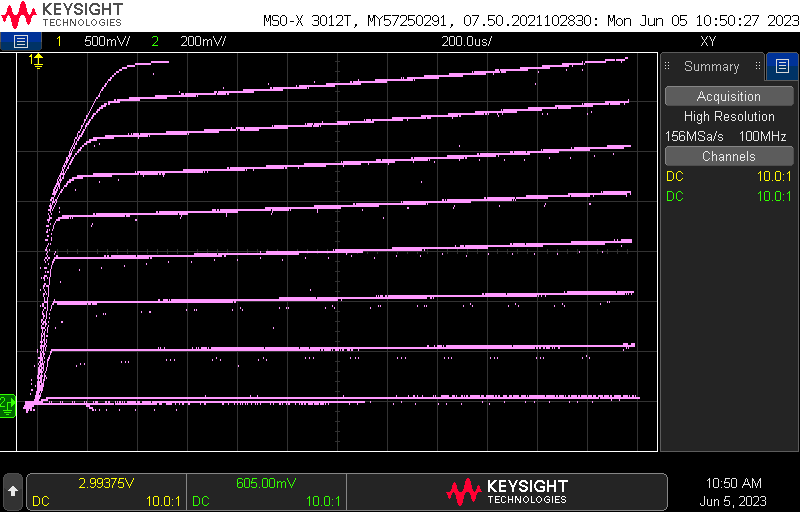 KEYSIGHT
TECHNOLOGIES
MSO-X 3012T, MY57250291, 07.50.2021102830: Mon Jun 05 10:50:27 2023
1 500mV/ 2 200mV/ 200.0us/ XY
1
2
Summary
Acquisition
High Resolution
156MSa/s 100MHz
Channels
DC 10.0:1
DC 10.0:1
2.99375V
DC 10.0:1
605.00mV
DC 10.0:1
KEYSIGHT
TECHNOLOGIES
10:50 AM
Jun 5, 2023